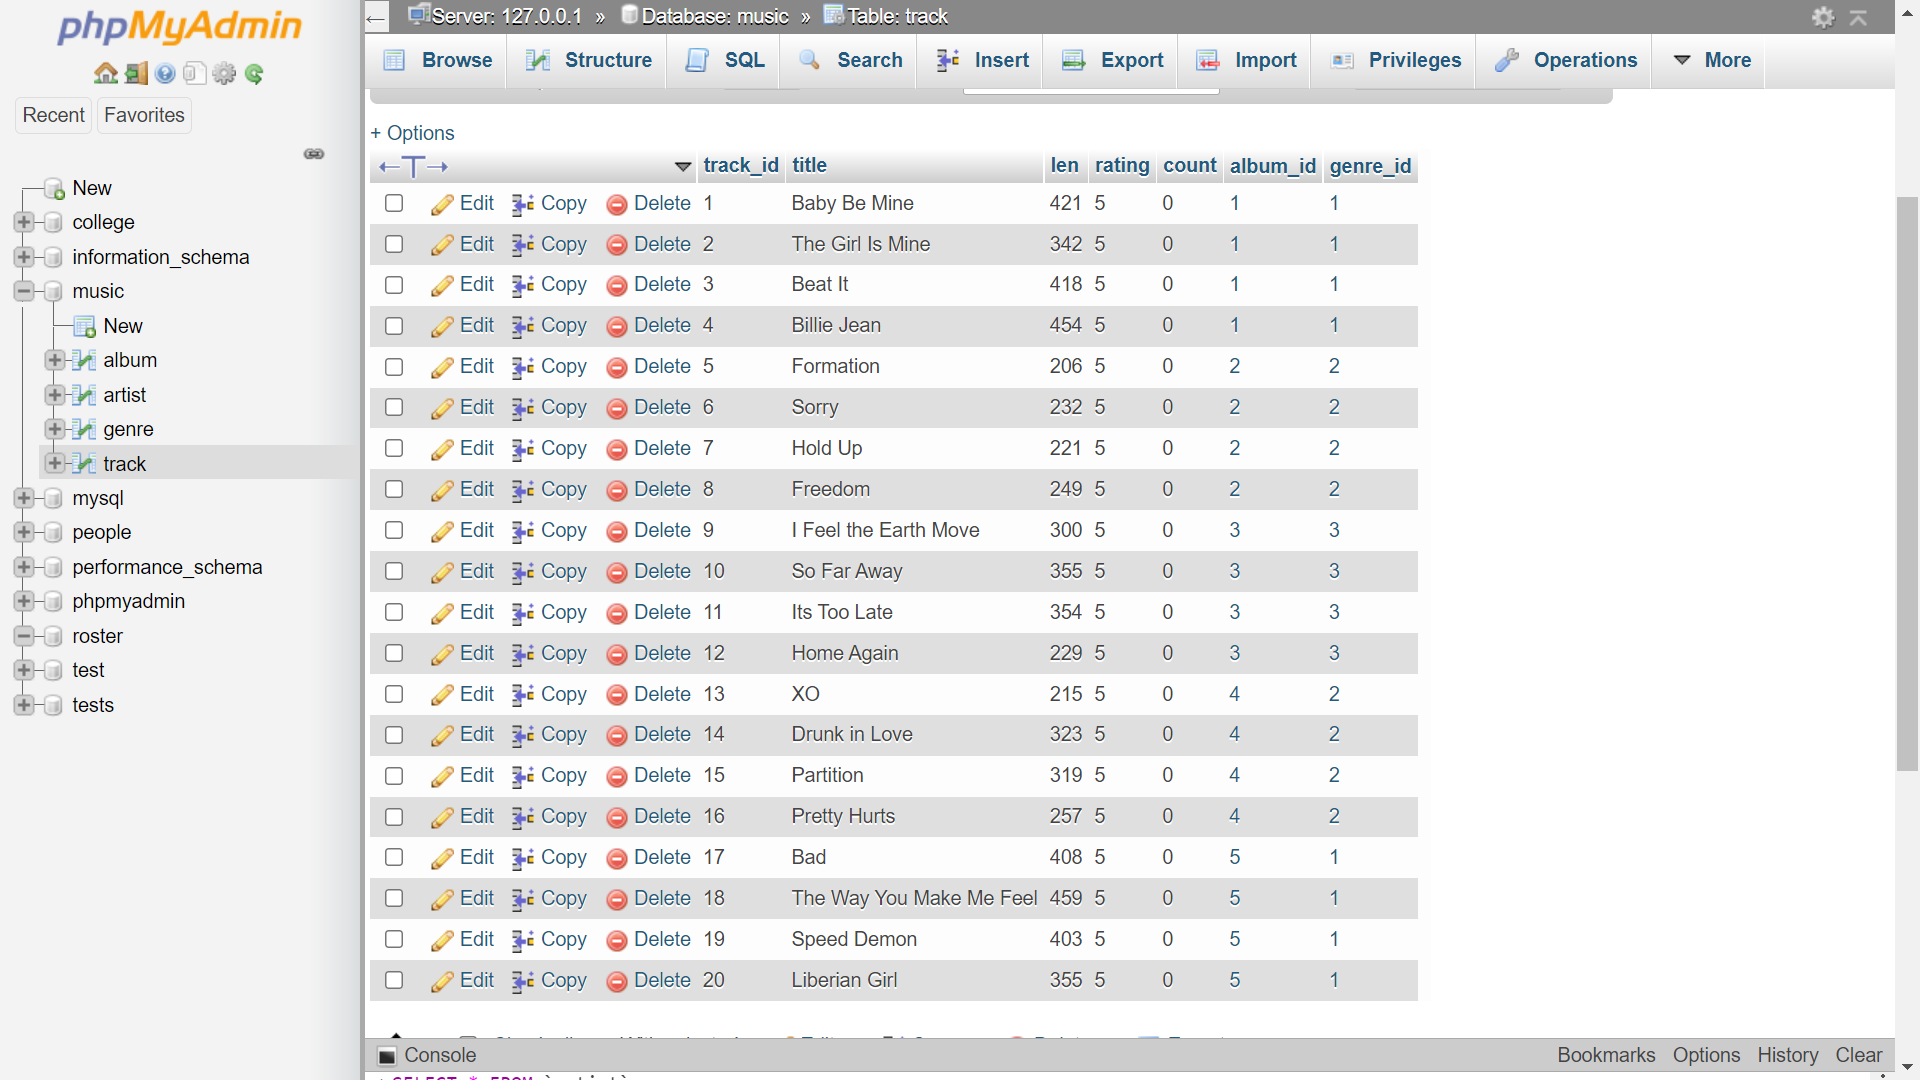 phpMyAdmin
Recent Favorites
New
college
information_schema
music
New
album
artist
genre
track
mysql
people
performance_schema
phpmyadmin
roster
test
tests
Server: 127.0.0.1 » Database: music » Table: track
Browse Structure SQL Search Insert Export Import Privileges Operations More
+ Options
←T→ track_id title len rating count album_id genre_id
Edit Copy Delete 1 Baby Be Mine 421 5 0 1 1
Edit Copy Delete 2 The Girl Is Mine 342 5 0 1 1
Edit Copy Delete 3 Beat It 418 5 0 1 1
Edit Copy Delete 4 Billie Jean 454 5 0 1 1
Edit Copy Delete 5 Formation 206 5 0 2 2
Edit Copy Delete 6 Sorry 232 5 0 2 2
Edit Copy Delete 7 Hold Up 221 5 0 2 2
Edit Copy Delete 8 Freedom 249 5 0 2 2
Edit Copy Delete 9 I Feel the Earth Move 300 5 0 3 3
Edit Copy Delete 10 So Far Away 355 5 0 3 3
Edit Copy Delete 11 Its Too Late 354 5 0 3 3
Edit Copy Delete 12 Home Again 229 5 0 3 3
Edit Copy Delete 13 XO 215 5 0 4 2
Edit Copy Delete 14 Drunk in Love 323 5 0 4 2
Edit Copy Delete 15 Partition 319 5 0 4 2
Edit Copy Delete 16 Pretty Hurts 257 5 0 4 2
Edit Copy Delete 17 Bad 408 5 0 5 1
Edit Copy Delete 18 The Way You Make Me Feel 459 5 0 5 1
Edit Copy Delete 19 Speed Demon 403 5 0 5 1
Edit Copy Delete 20 Liberian Girl 355 5 0 5 1
Console Bookmarks Options History Clear
SELECT * FROM